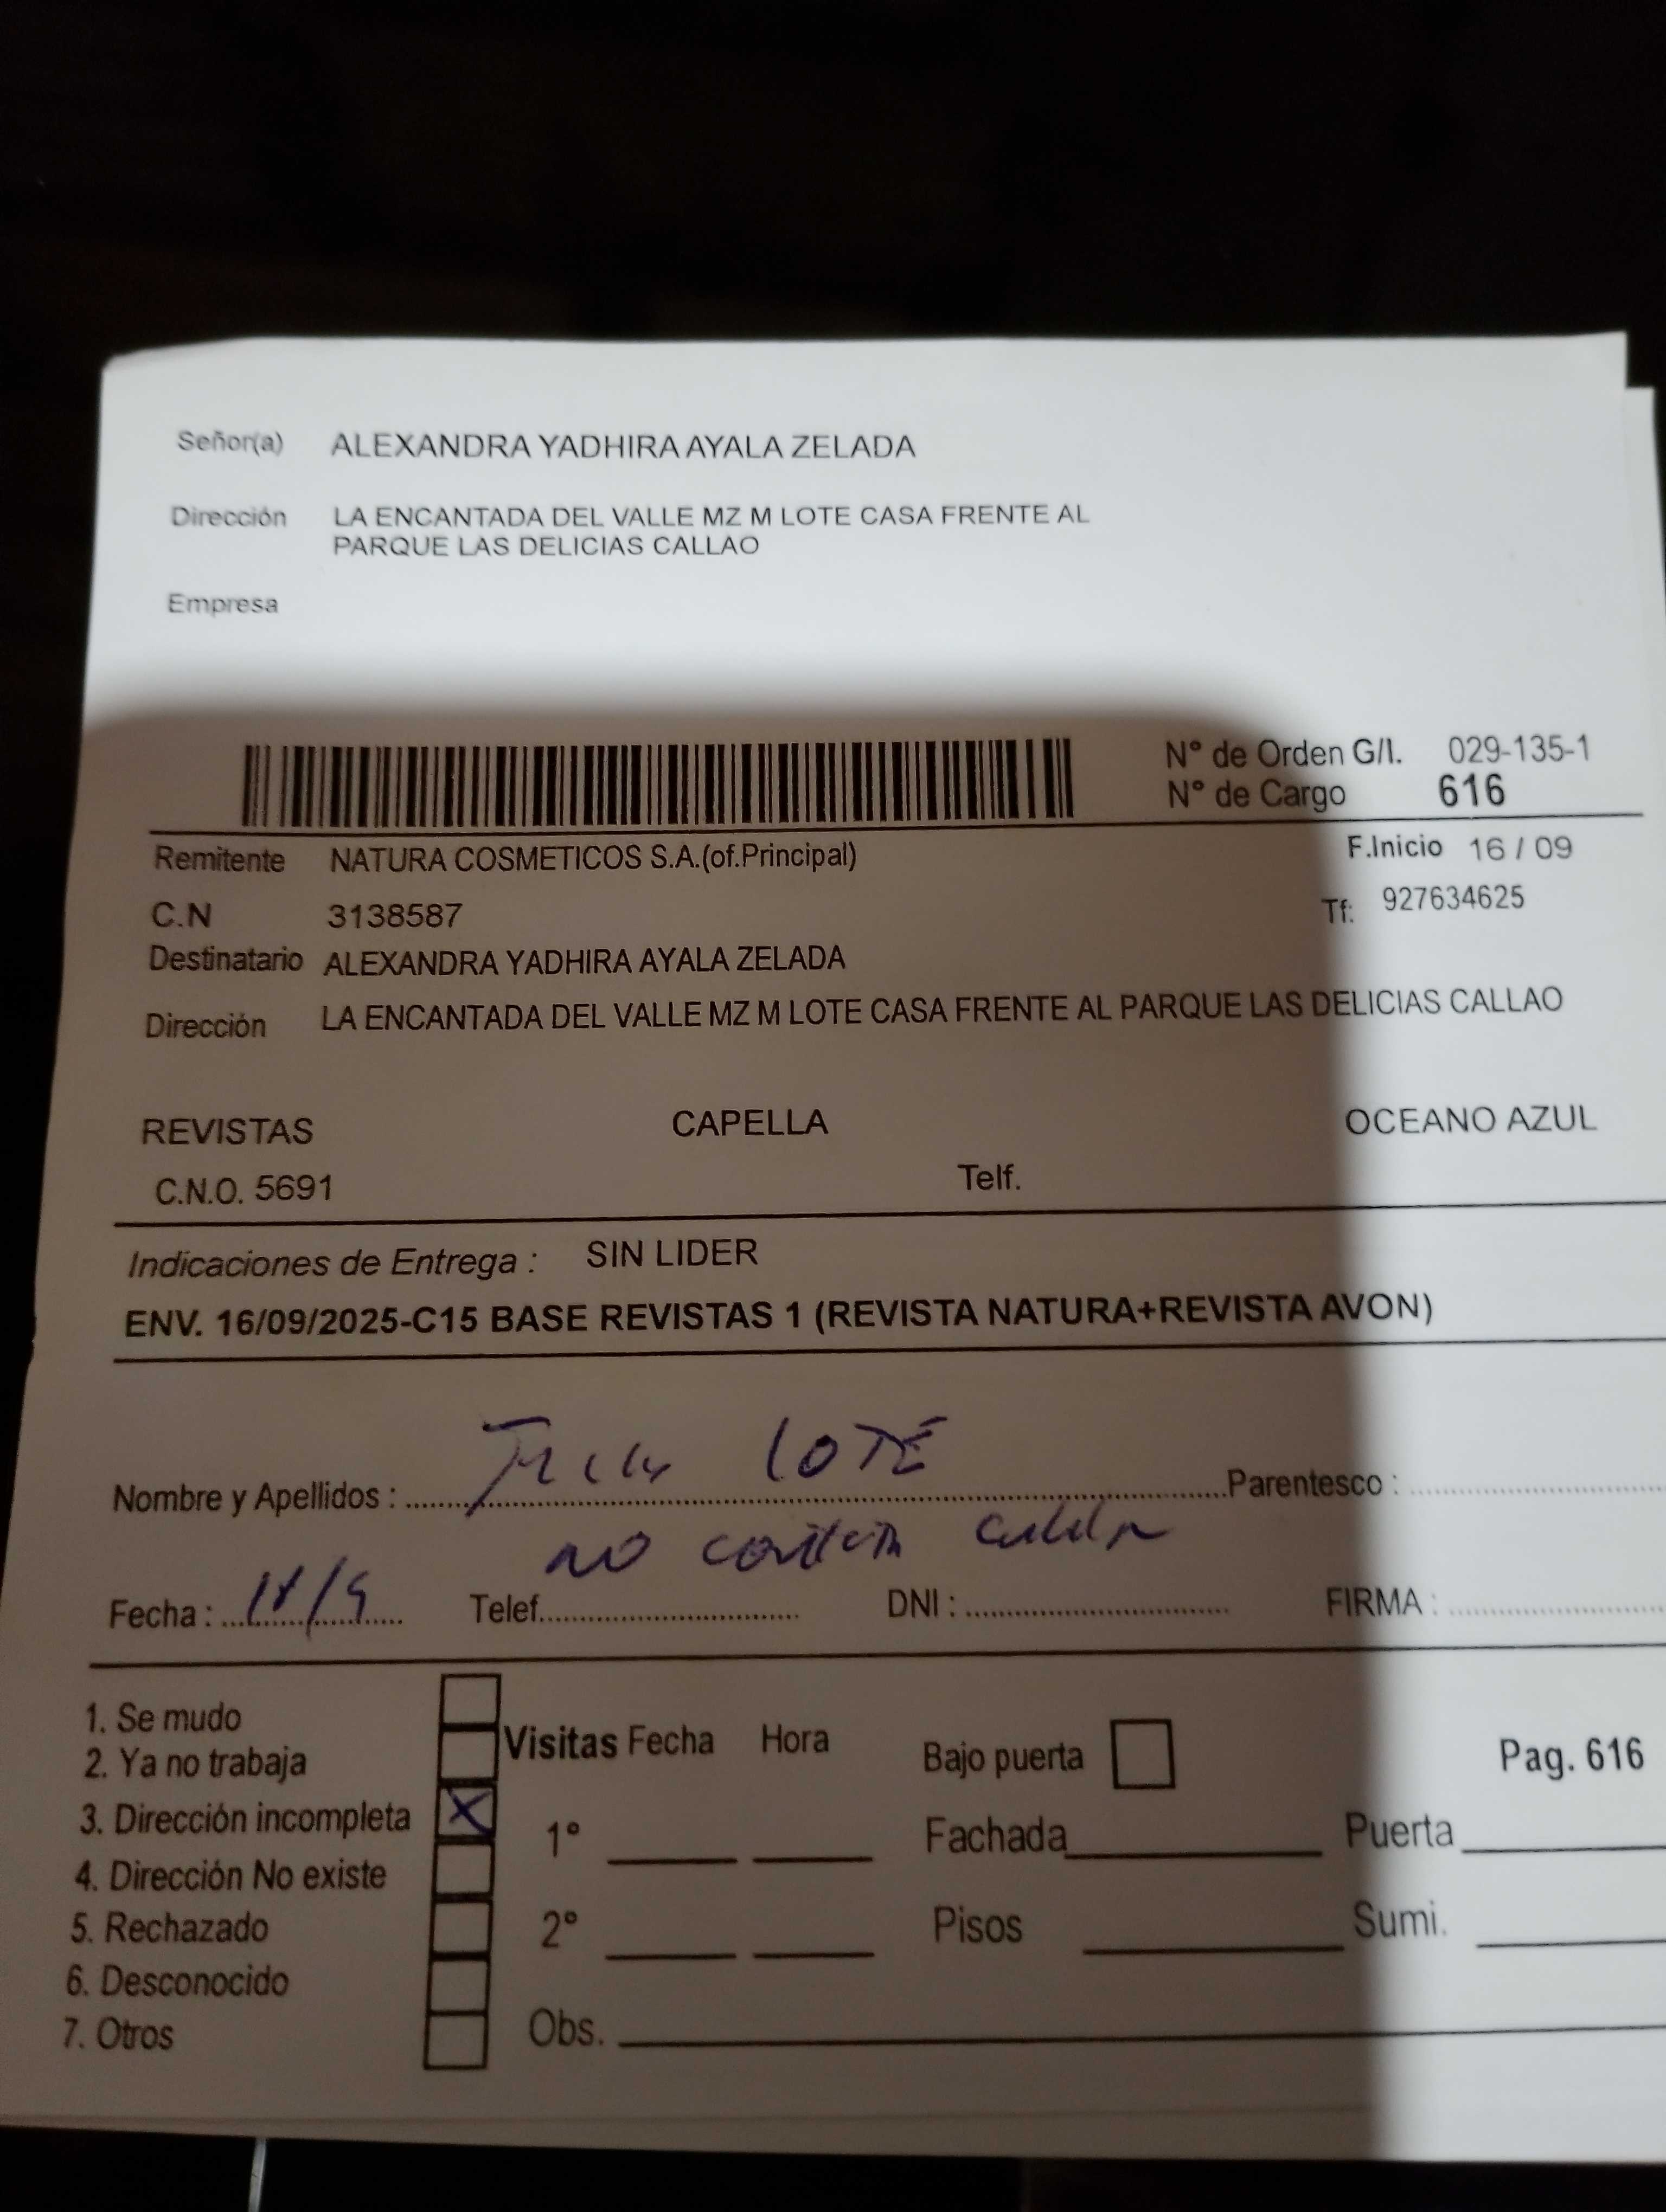 Señor(a) ALEXANDRA YADHIRA AYALA ZELADA
Dirección LA ENCANTADA DEL VALLE MZ M LOTE CASA FRENTE AL
PARQUE LAS DELICIAS CALLAO
Empresa
N° de Orden G/I. 029-135-1
N° de Cargo 616
Remitente NATURA COSMETICOS S.A.(of.Principal) F.Inicio 16 / 09
C.N 3138587 Tf: 927634625
Destinatario ALEXANDRA YADHIRA AYALA ZELADA
Dirección LA ENCANTADA DEL VALLE MZ M LOTE CASA FRENTE AL PARQUE LAS DELICIAS CALLAO
REVISTAS CAPELLA OCEANO AZUL
C.N.O. 5691 Telf.
Indicaciones de Entrega : SIN LIDER
ENV. 16/09/2025-C15 BASE REVISTAS 1 (REVISTA NATURA+REVISTA AVON)
LOTE
Nombre y Apellidos : Parentesco :
no
Fecha : Telef. DNI : FIRMA :
1. Se mudo
2. Ya no trabaja
3. Dirección incompleta X
4. Dirección No existe
5. Rechazado
6. Desconocido
7. Otros
Visitas Fecha Hora
1°
2°
Obs.
Bajo puerta
Fachada Puerta
Pisos Sumi.
Pag. 616